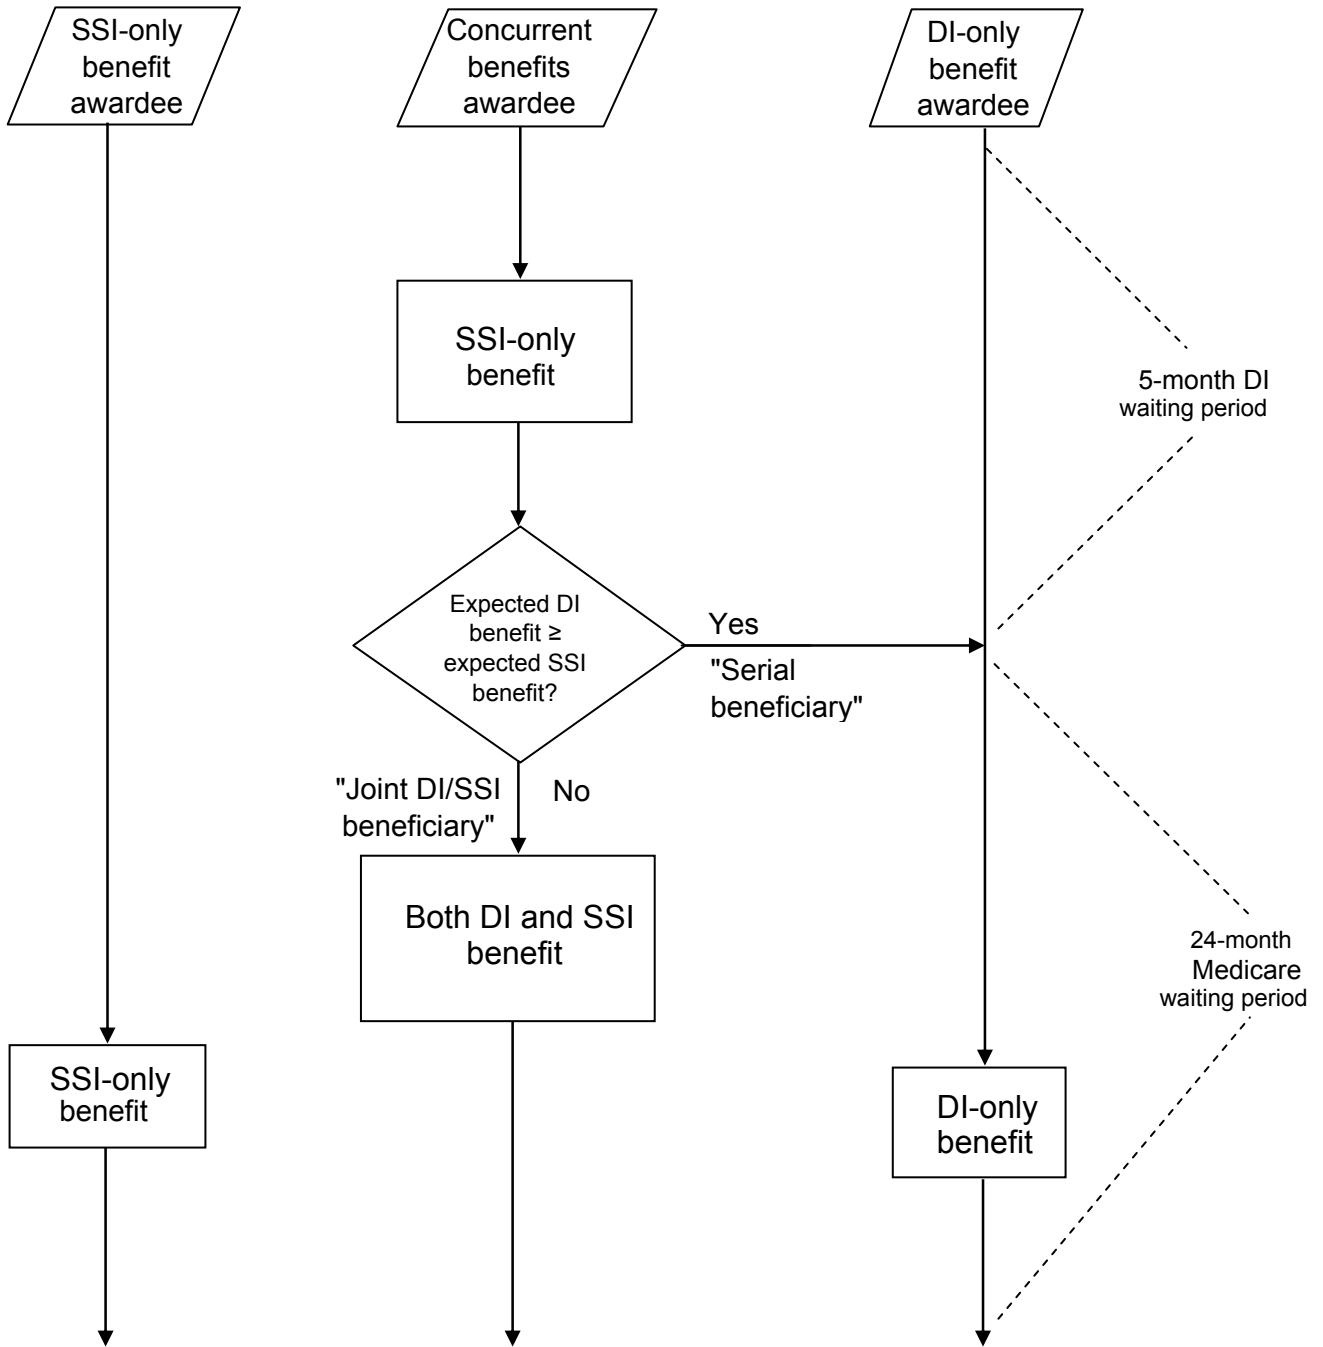 SSI-only
benefit
awardee
Concurrent
benefits
awardee
DI-only
benefit
awardee
SSI-only
benefit
5-month DI
waiting period
Expected DI
benefit ≥
expected SSI
benefit?
Yes
"Serial
beneficiary"
"Joint DI/SSI
beneficiary"
No
Both DI and SSI
benefit
24-month
Medicare
waiting period
SSI-only
benefit
DI-only
benefit